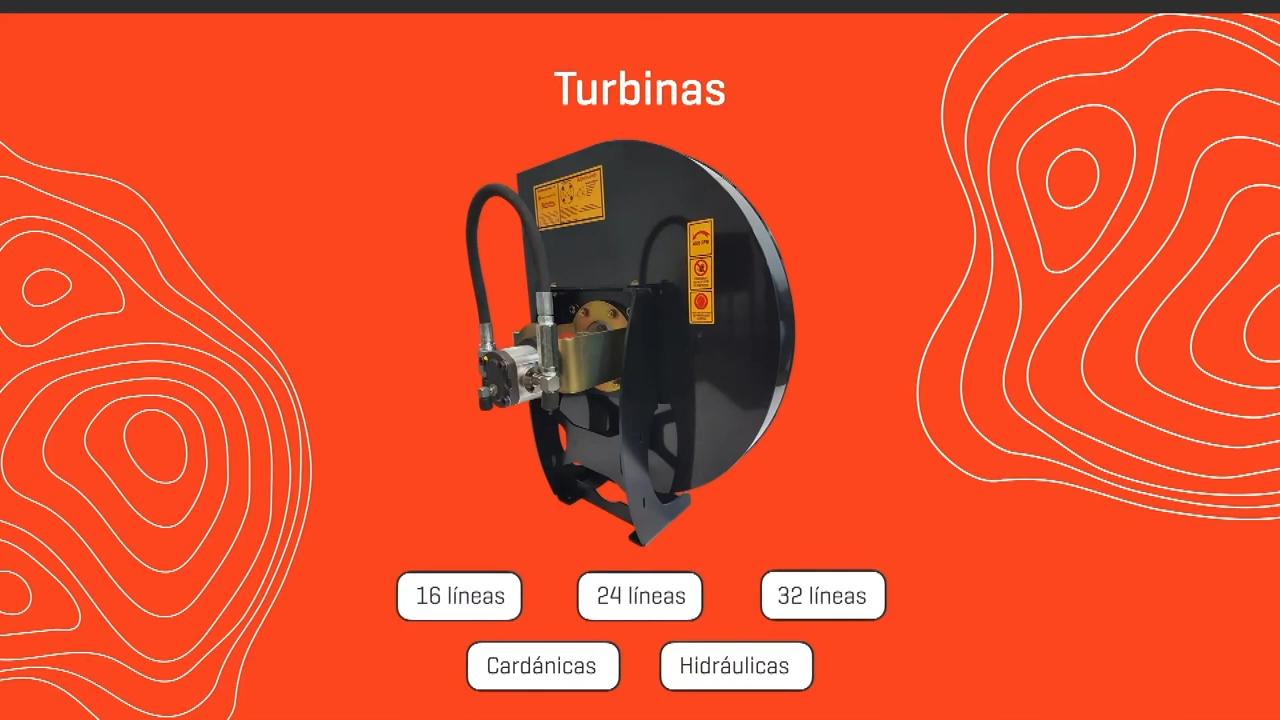 Turbinas
16 líneas
24 líneas
32 líneas
Cardánicas
Hidráulicas